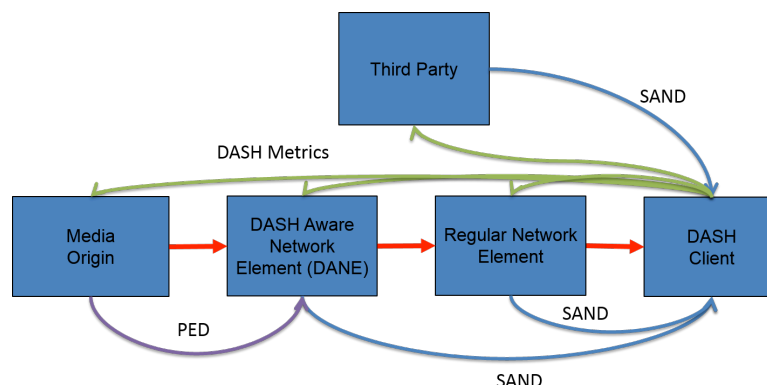 Third Party
SAND
DASH Metrics
Media
Origin
DASH Aware
Network
Element (DANE)
Regular Network
Element
DASH
Client
PED
SAND
SAND